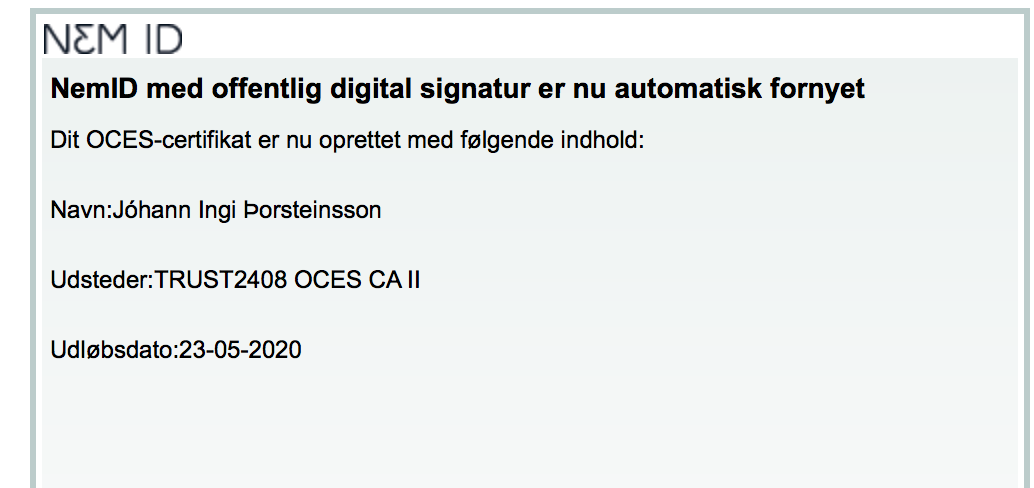 NEM ID
NemID med offentlig digital signatur er nu automatisk fornyet
Dit OCES-certifikat er nu oprettet med følgende indhold:
Navn:Jóhann Ingi Þorsteinsson
Udsteder:TRUST2408 OCES CA II
Udløbsdato:23-05-2020